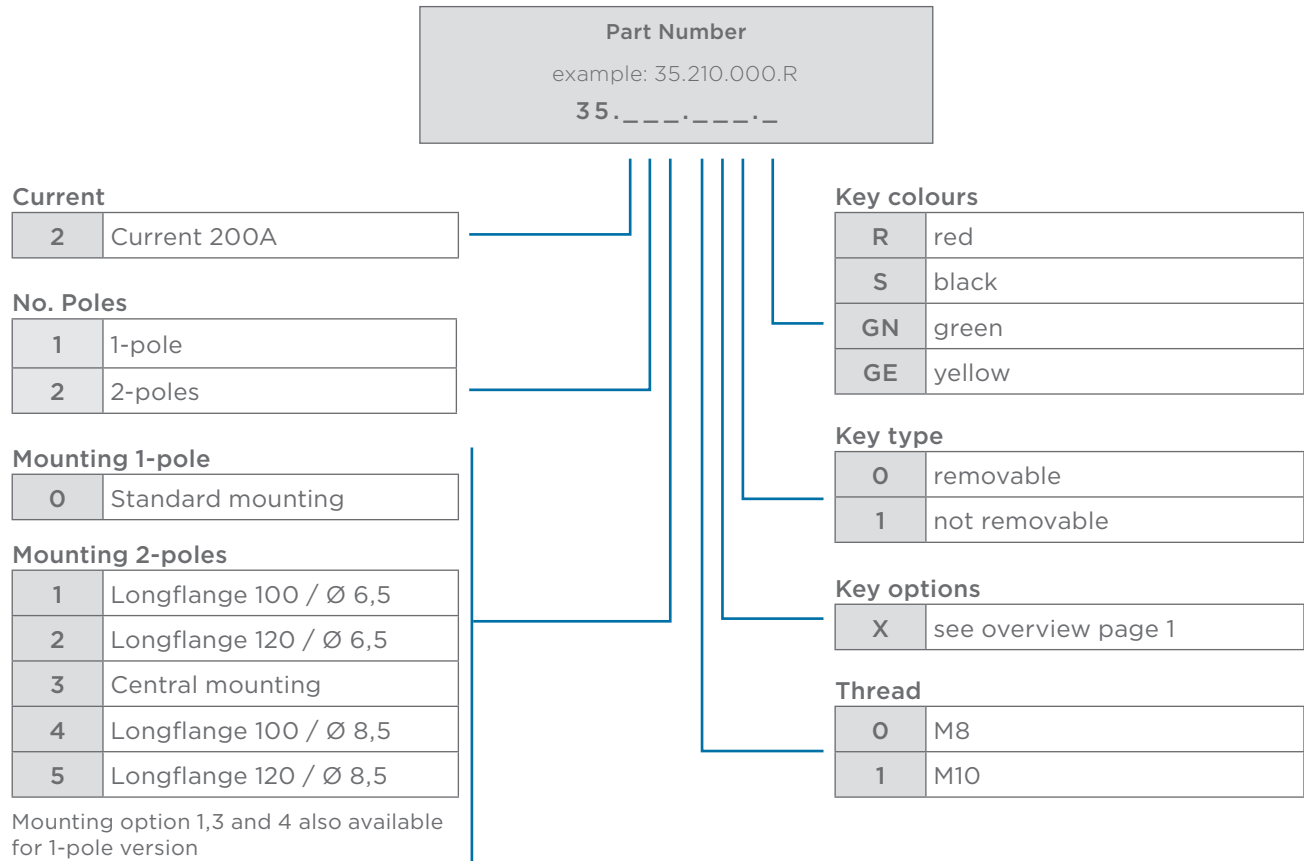 Part Number
example: 35.210.000.R
35._ _ _._ _ _._
Current
2 Current 200A
No. Poles
1 1-pole
2 2-poles
Mounting 1-pole
0 Standard mounting
Mounting 2-poles
1 Longflange 100 / Ø 6,5
2 Longflange 120 / Ø 6,5
3 Central mounting
4 Longflange 100 / Ø 8,5
5 Longflange 120 / Ø 8,5
Mounting option 1,3 and 4 also available
for 1-pole version
Key colours
R red
S black
GN green
GE yellow
Key type
0 removable
1 not removable
Key options
X see overview page 1
Thread
0 M8
1 M10